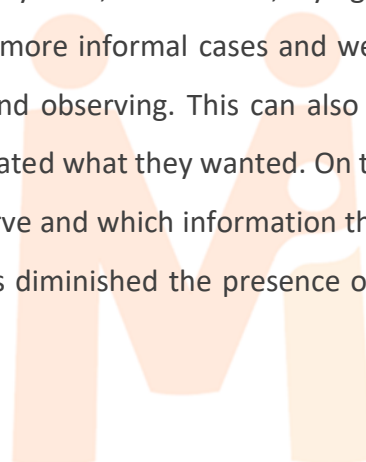 more informal cases and we
nd observing. This can also
ated what they wanted. On t
rve and which information th
s diminished the presence o